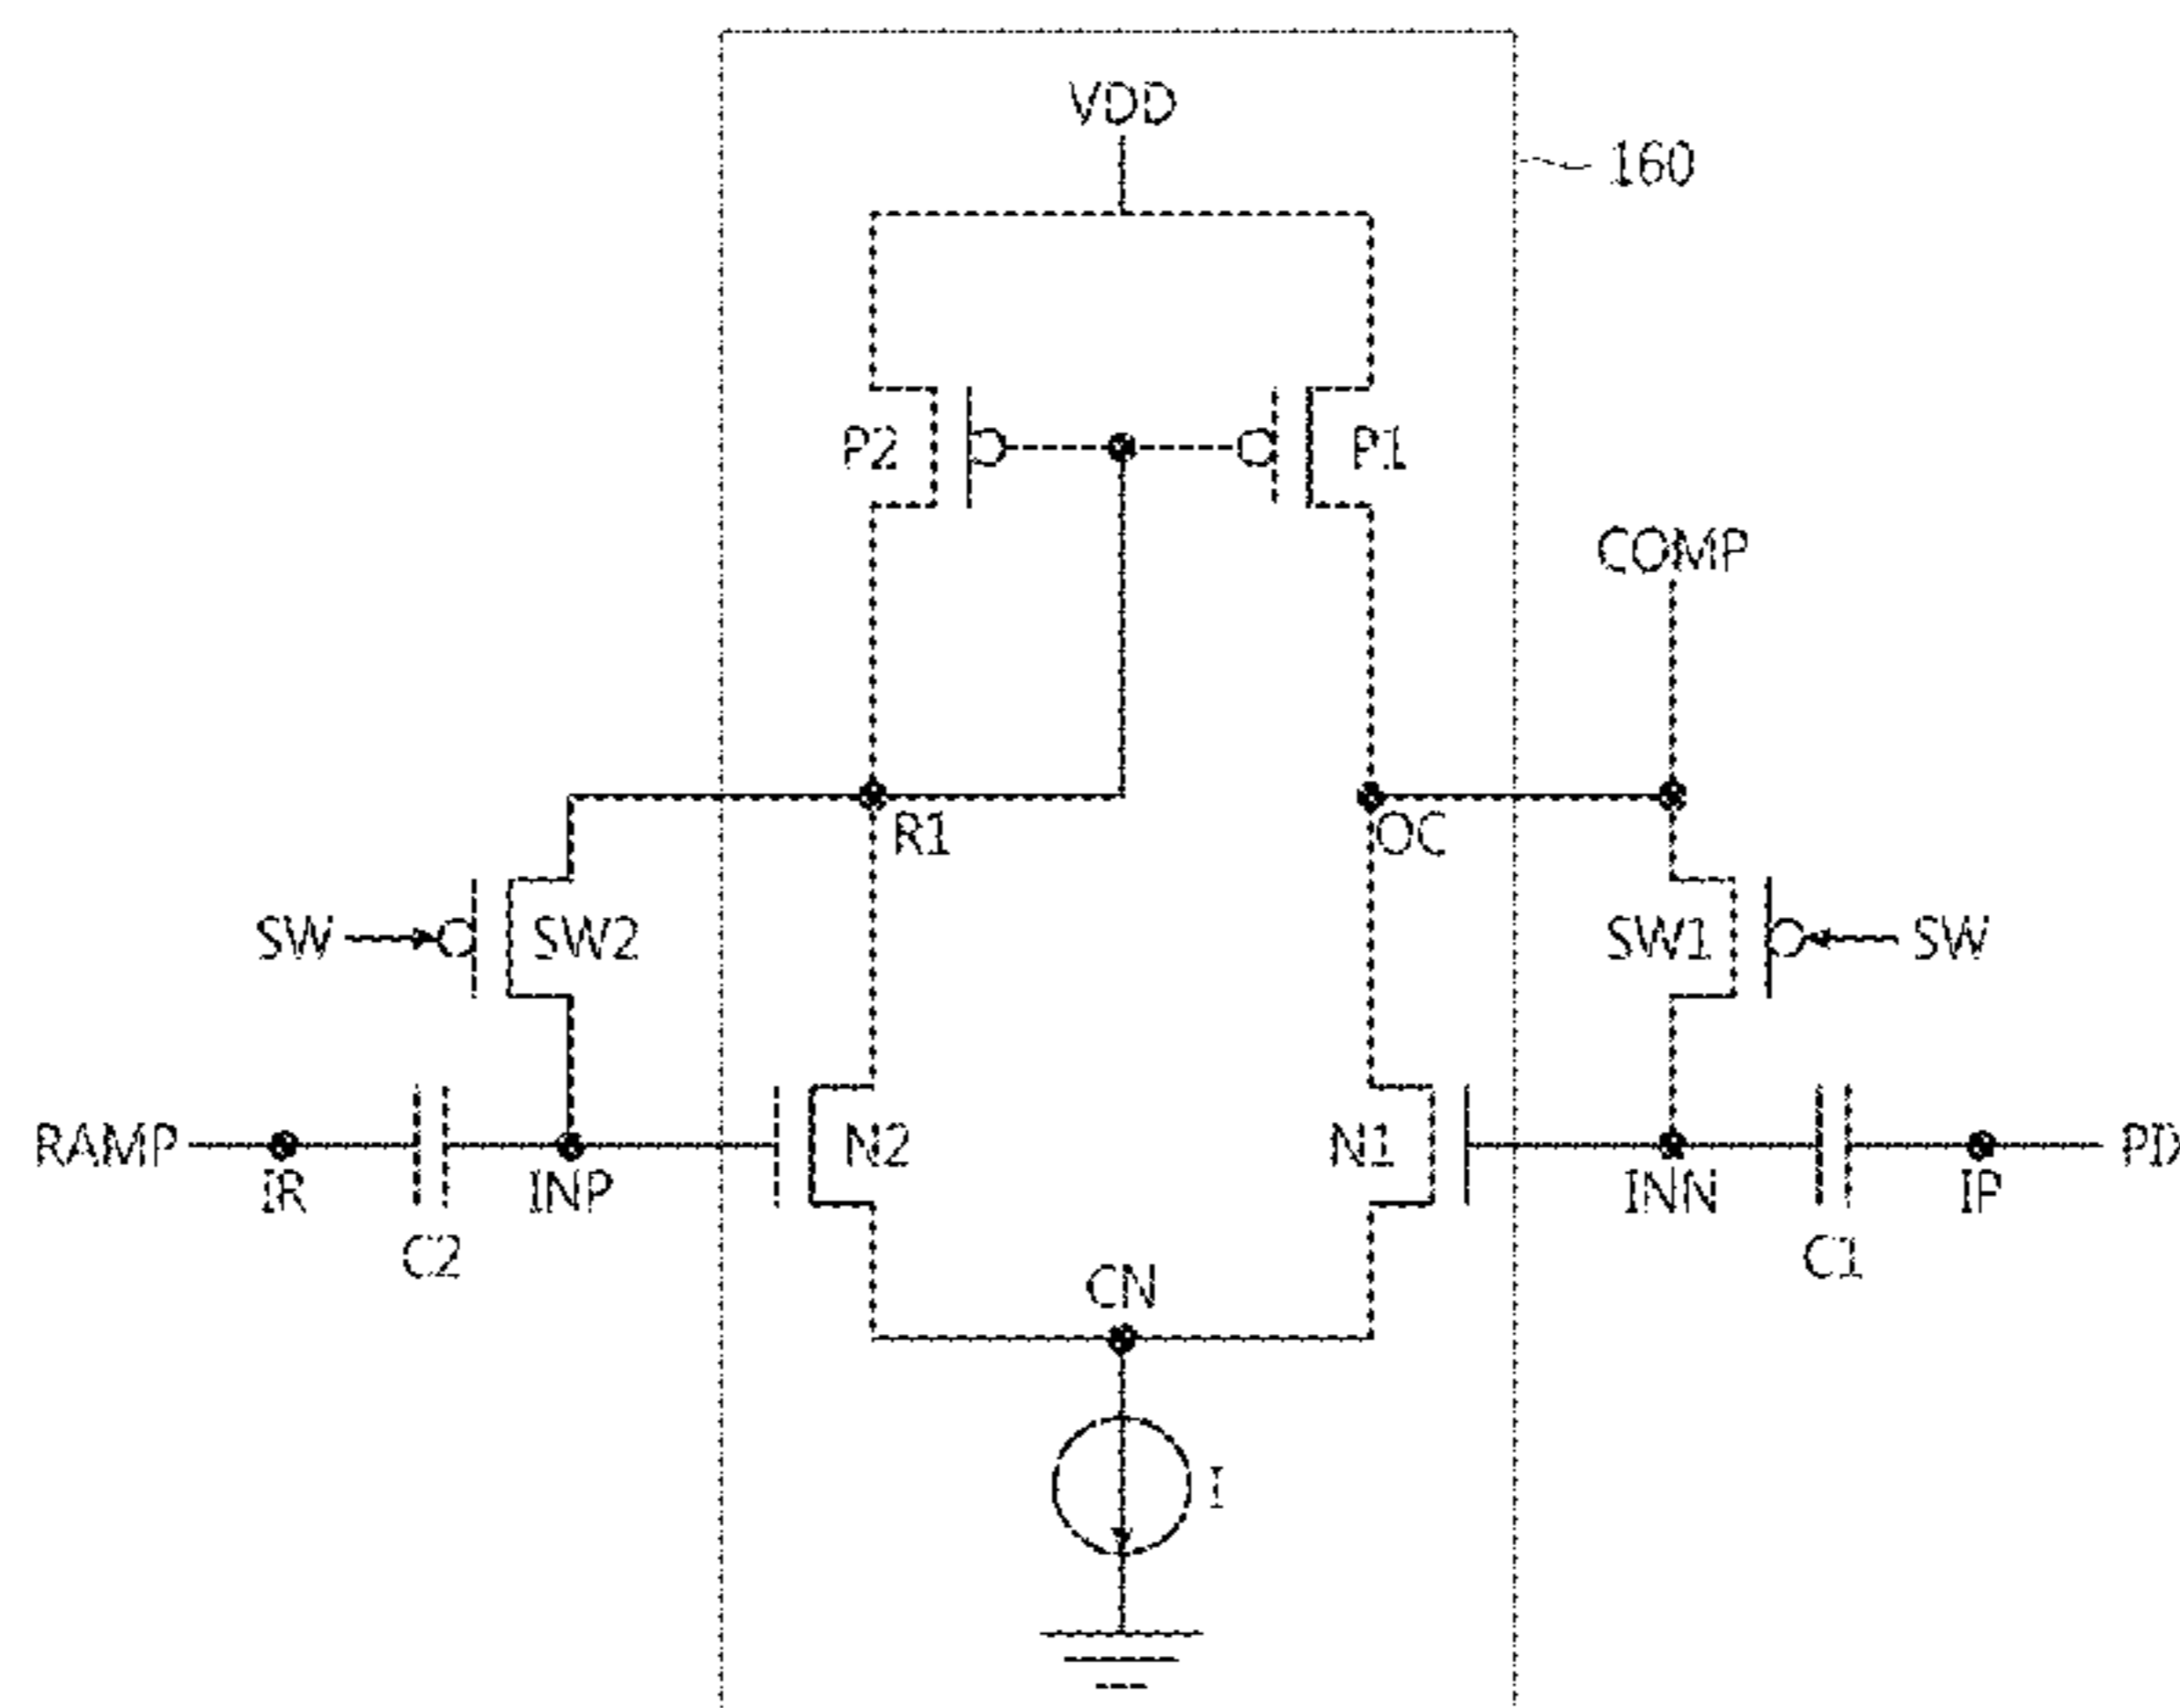 VDD
160
P2
P1
COMP
R1
OC
SW
SW2
SW1
SW
RAMP
IR
INP
N2
N1
INN
IP
PD
C2
C1
CN
I